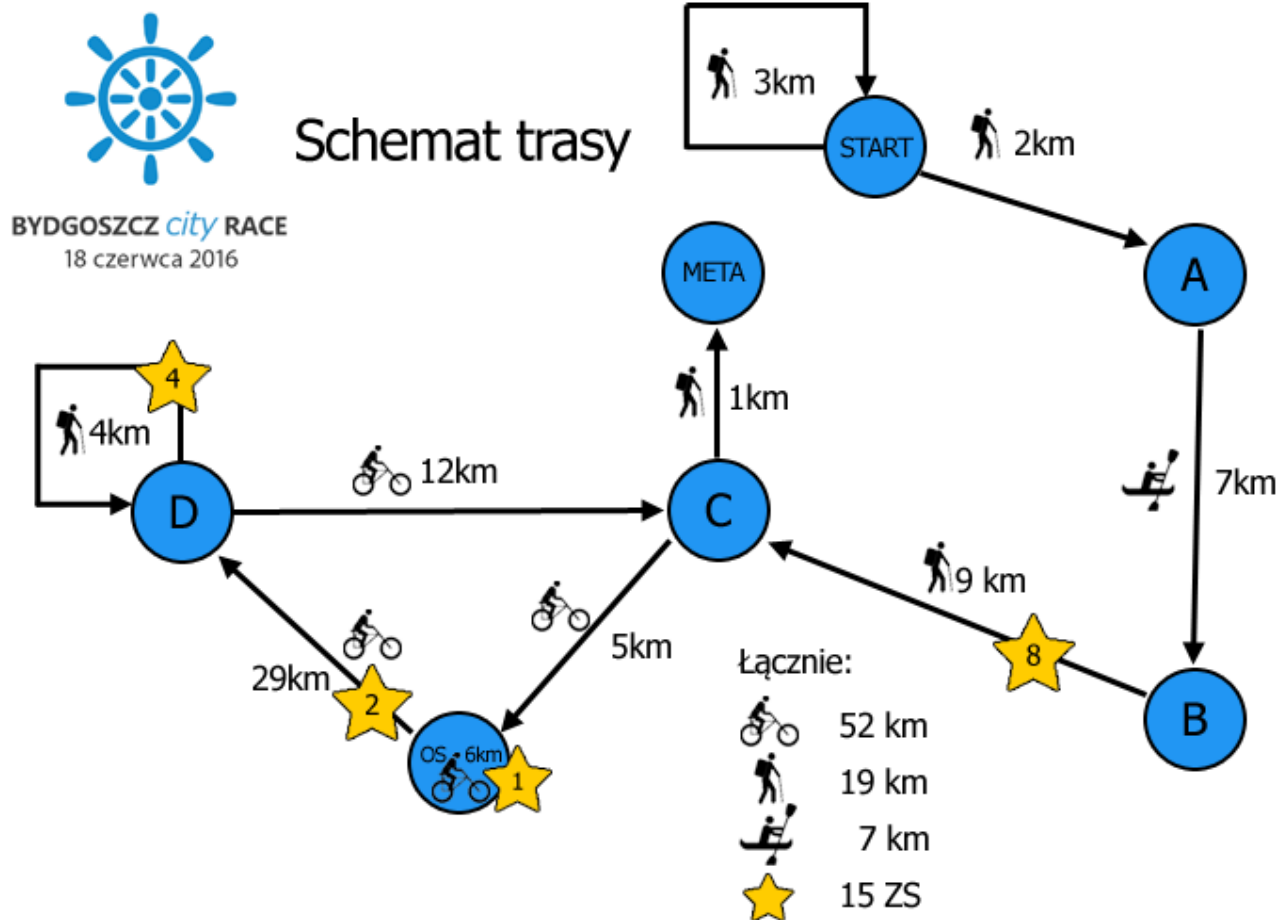 Schemat trasy
BYDGOSZCZ city RACE
18 czerwca 2016
3km
START
2km
META
A
4
4km
1km
12km
7km
D
C
9 km
5km
8
29km
2
Łącznie:
B
OS 6km
1
52 km
19 km
7 km
15 ZS